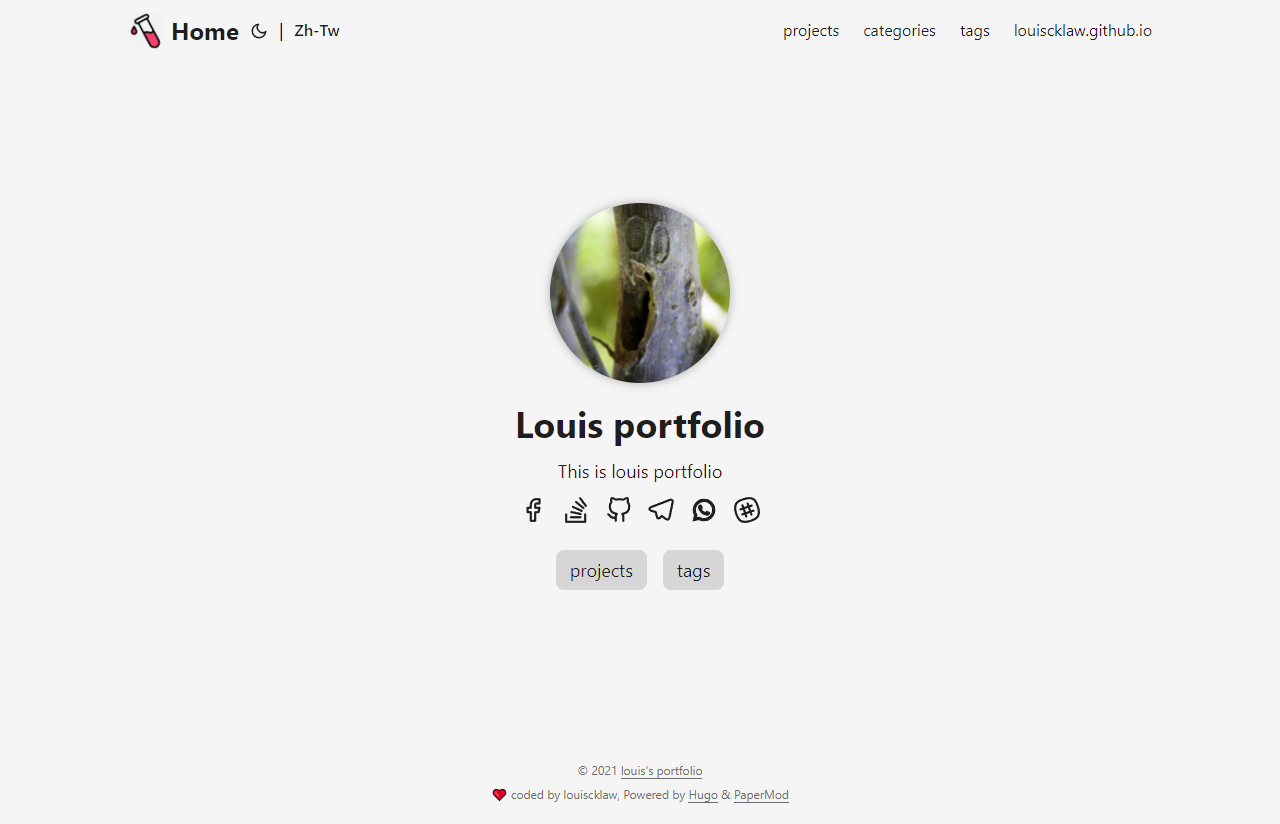 Home | Zh-Tw projects categories tags louiscklaw.github.io
Louis portfolio
This is louis portfolio
projects tags
© 2021 louis's portfolio
coded by louiscklaw, Powered by Hugo & PaperMod